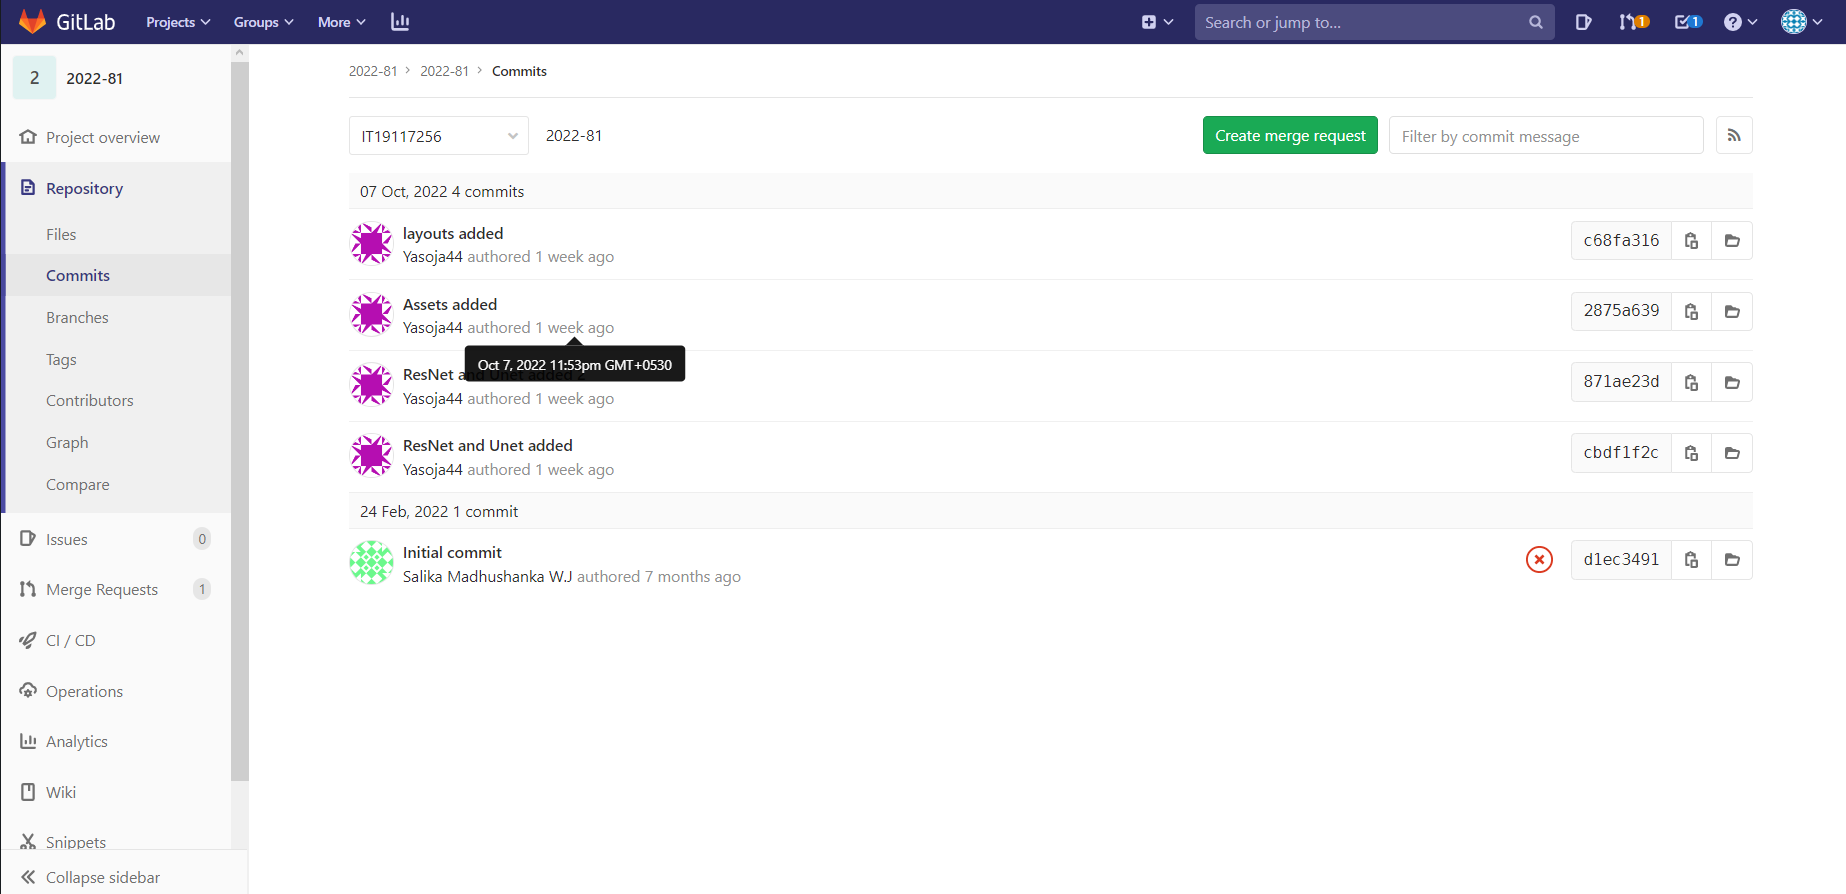 GitLab Projects Groups More Search or jump to... 1 1
2 2022-81
Project overview
Repository
Files
Commits
Branches
Tags
Contributors
Graph
Compare
Issues 0
Merge Requests 1
CI / CD
Operations
Analytics
Wiki
Snippets
Collapse sidebar
2022-81 > 2022-81 > Commits
IT19117256 2022-81 Create merge request Filter by commit message
07 Oct, 2022 4 commits
layouts added
Yasoja44 authored 1 week ago
c68fa316
Assets added
Yasoja44 authored 1 week ago
2875a639
Oct 7, 2022 11:53pm GMT+0530
ResNet and Unet added 2
Yasoja44 authored 1 week ago
871ae23d
ResNet and Unet added
Yasoja44 authored 1 week ago
cbdf1f2c
24 Feb, 2022 1 commit
Initial commit
Salika Madhushanka W.J authored 7 months ago
d1ec3491